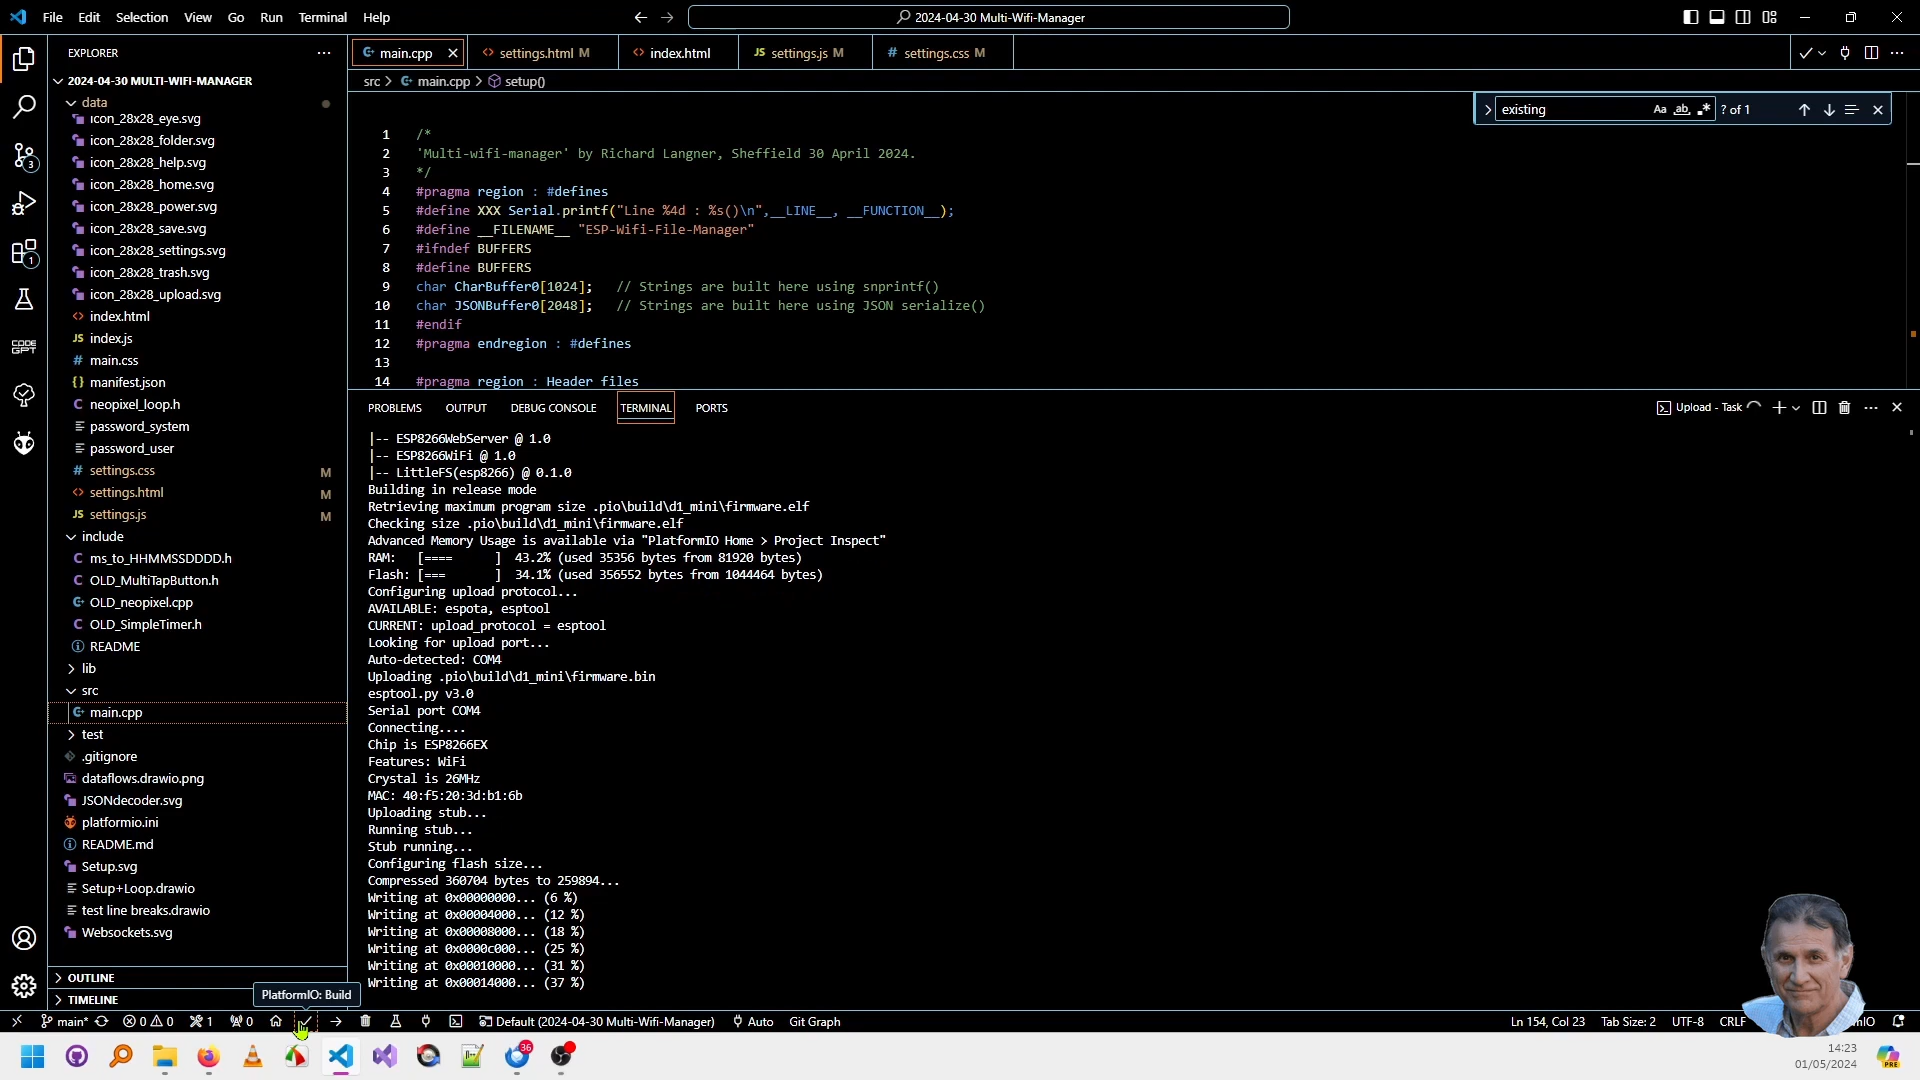 File Edit Selection View Go Run Terminal Help
2024-04-30 Multi-Wifi-Manager
EXPLORER
2024-04-30 MULTI-WIFI-MANAGER
data
icon_28x28_eye.svg
icon_28x28_folder.svg
icon_28x28_help.svg
icon_28x28_home.svg
icon_28x28_power.svg
icon_28x28_save.svg
icon_28x28_settings.svg
icon_28x28_trash.svg
icon_28x28_upload.svg
index.html
JS index.js
# main.css
{} manifest.json
C neopixel_loop.h
password_system
password_user
# settings.css M
settings.html M
JS settings.js M
include
C ms_to_HHMMSSDDDD.h
C OLD_MultiTapButton.h
OLD_neopixel.cpp
C OLD_SimpleTimer.h
README
lib
src
main.cpp
test
.gitignore
dataflows.drawio.png
JSONdecoder.svg
platformio.ini
README.md
Setup.svg
Setup+Loop.drawio
test line breaks.drawio
Websockets.svg
OUTLINE
TIMELINE
3
1
CODE GPT
PlatformIO: Build
main.cpp settings.html M index.html JS settings.js M # settings.css M
src > main.cpp > setup()
existing Aa ab .* ? of 1
1 /*
2 'Multi-wifi-manager' by Richard Langner, Sheffield 30 April 2024.
3 */
4 #pragma region : #defines
5 #define XXX Serial.printf("Line %4d : %s()\n",__LINE__, __FUNCTION__);
6 #define __FILENAME__ "ESP-Wifi-File-Manager"
7 #ifndef BUFFERS
8 #define BUFFERS
9 char CharBuffer0[1024]; // Strings are built here using snprintf()
10 char JSONBuffer0[2048]; // Strings are built here using JSON serialize()
11 #endif
12 #pragma endregion : #defines
13
14 #pragma region : Header files
PROBLEMS OUTPUT DEBUG CONSOLE TERMINAL PORTS
Upload - Task
|-- ESP8266WebServer @ 1.0
|-- ESP8266WiFi @ 1.0
|-- LittleFS(esp8266) @ 0.1.0
Building in release mode
Retrieving maximum program size .pio\build\d1_mini\firmware.elf
Checking size .pio\build\d1_mini\firmware.elf
Advanced Memory Usage is available via "PlatformIO Home > Project Inspect"
RAM: [==== ] 43.2% (used 35356 bytes from 81920 bytes)
Flash: [=== ] 34.1% (used 356552 bytes from 1044464 bytes)
Configuring upload protocol...
AVAILABLE: espota, esptool
CURRENT: upload_protocol = esptool
Looking for upload port...
Auto-detected: COM4
Uploading .pio\build\d1_mini\firmware.bin
esptool.py v3.0
Serial port COM4
Connecting....
Chip is ESP8266EX
Features: WiFi
Crystal is 26MHz
MAC: 40:f5:20:3d:b1:6b
Uploading stub...
Running stub...
Stub running...
Configuring flash size...
Compressed 360704 bytes to 259894...
Writing at 0x00000000... (6 %)
Writing at 0x00004000... (12 %)
Writing at 0x00008000... (18 %)
Writing at 0x0000c000... (25 %)
Writing at 0x00010000... (31 %)
Writing at 0x00014000... (37 %)
main* 0 0 1 0 Default (2024-04-30 Multi-Wifi-Manager) Auto Git Graph
Ln 154, Col 23 Tab Size: 2 UTF-8 CRLF
36
14:23
01/05/2024
PRE